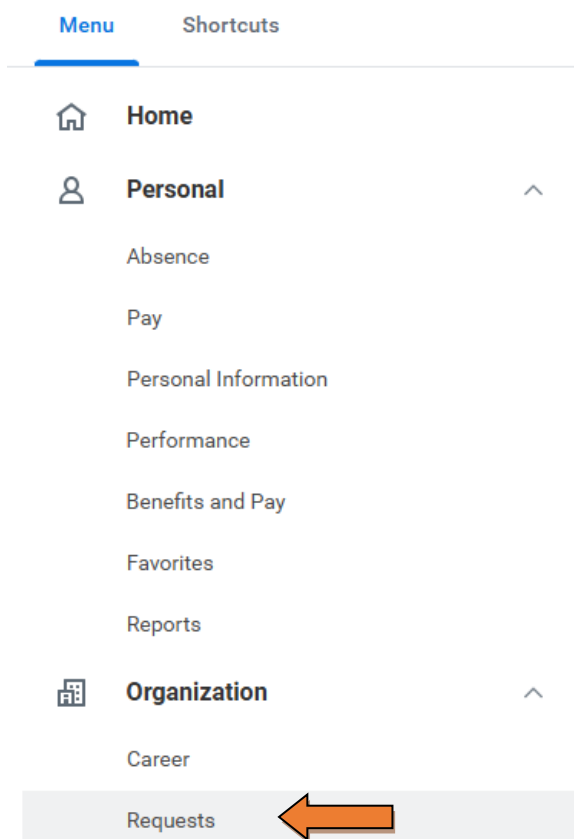 Menu Shortcuts
Home
Personal
Absence
Pay
Personal Information
Performance
Benefits and Pay
Favorites
Reports
Organization
Career
Requests